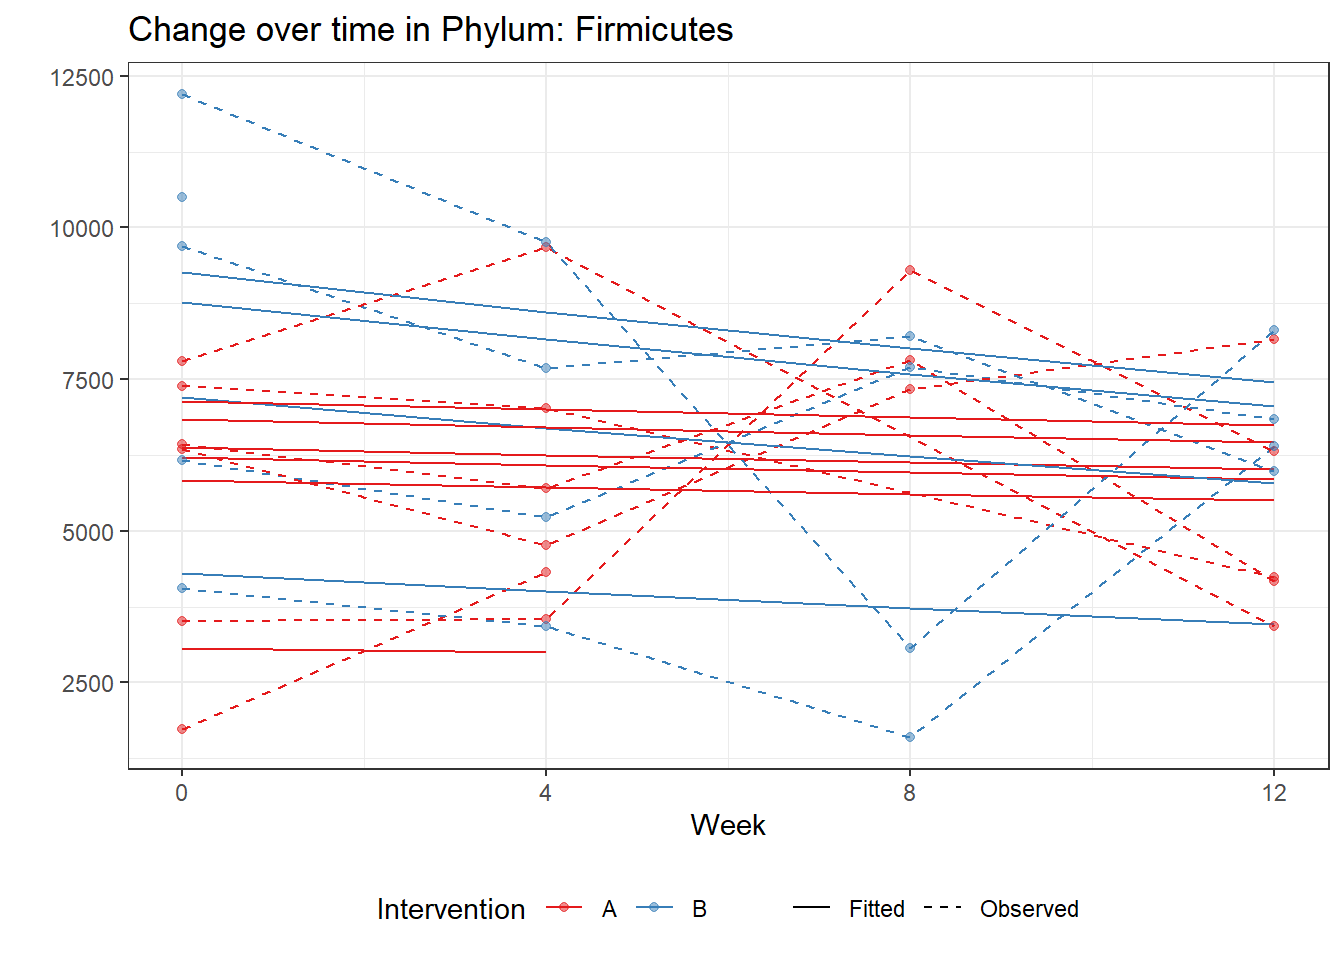 Change over time in Phylum: Firmicutes
12500
10000
7500
5000
2500
0 4 8 12
Week
Intervention A B Fitted Observed